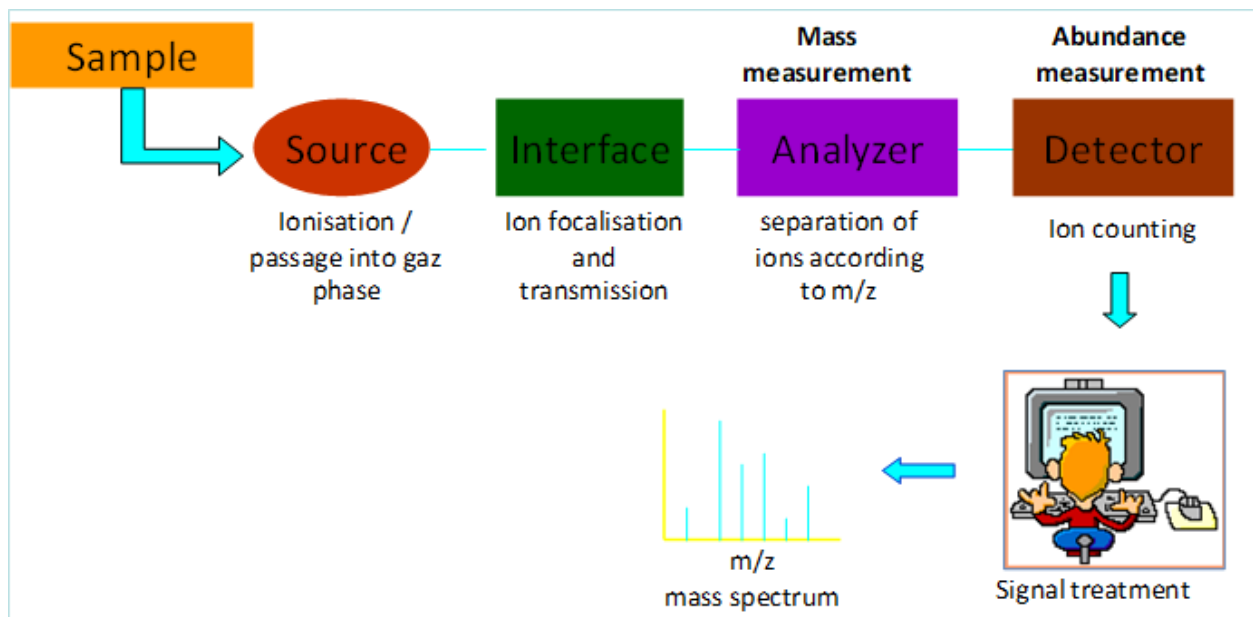 Sample
Mass
measurement
Abundance
measurement
Source
Interface
Analyzer
Detector
Ionisation /
passage into gaz
phase
Ion focalisation
and
transmission
separation of
ions according
to m/z
Ion counting
m/z
mass spectrum
Signal treatment